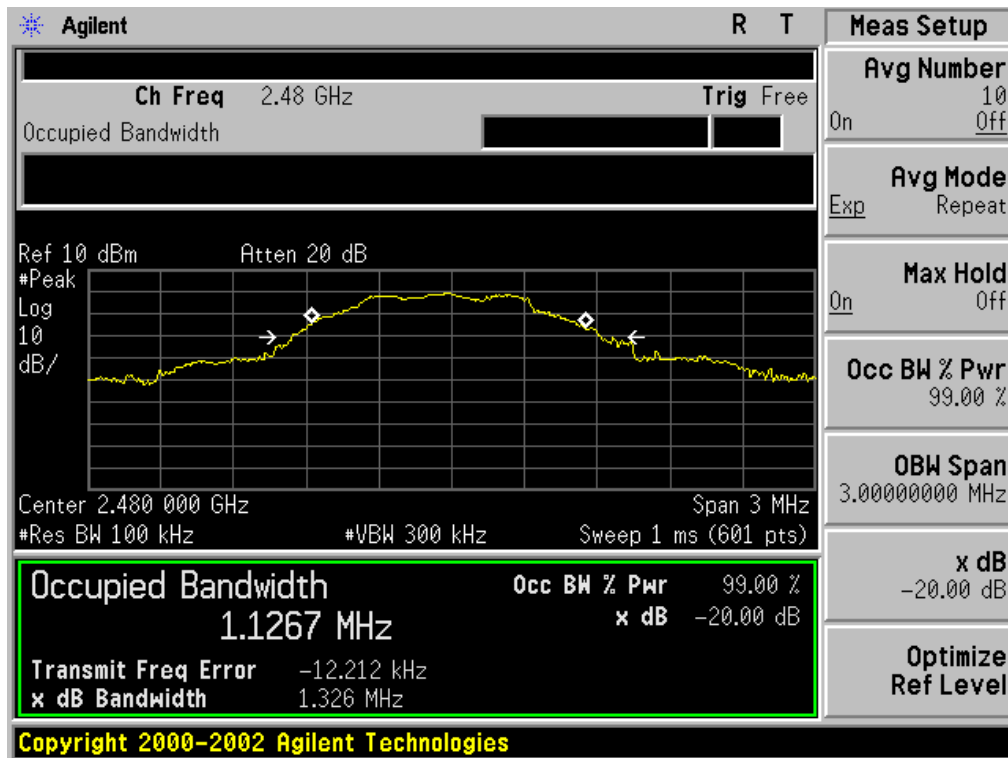 Agilent R T
Ch Freq 2.48 GHz Trig Free
Occupied Bandwidth
Ref 10 dBm Atten 20 dB
#Peak
Log
10
dB/
Center 2.480 000 GHz Span 3 MHz
#Res BW 100 kHz #VBW 300 kHz Sweep 1 ms (601 pts)
Occupied Bandwidth Occ BW % Pwr 99.00 %
1.1267 MHz x dB -20.00 dB
Transmit Freq Error -12.212 kHz
x dB Bandwidth 1.326 MHz
Copyright 2000-2002 Agilent Technologies
Meas Setup
Avg Number
10
On Off
Avg Mode
Exp Repeat
Max Hold
On Off
Occ BW % Pwr
99.00 %
OBW Span
3.00000000 MHz
x dB
-20.00 dB
Optimize
Ref Level